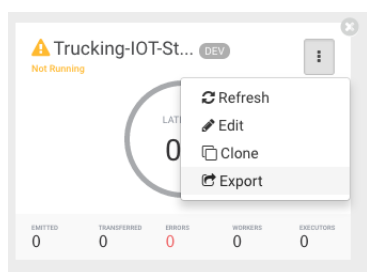 Trucking-IOT-St... DEV
Not Running
Refresh
Edit
Clone
Export
0
EMITTED TRANSFERRED ERRORS WORKERS EXECUTORS
0 0 0 0 0